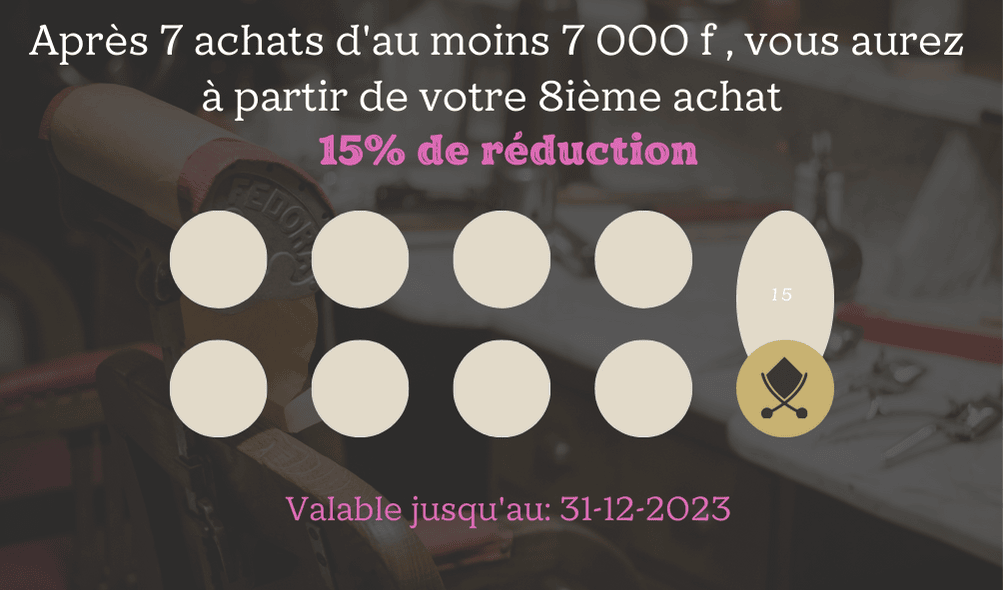 Après 7 achats d'au moins 7 000 f , vous aurez
à partir de votre 8ième achat
15% de réduction
FEDORA
15
Valable jusqu'au: 31-12-2023